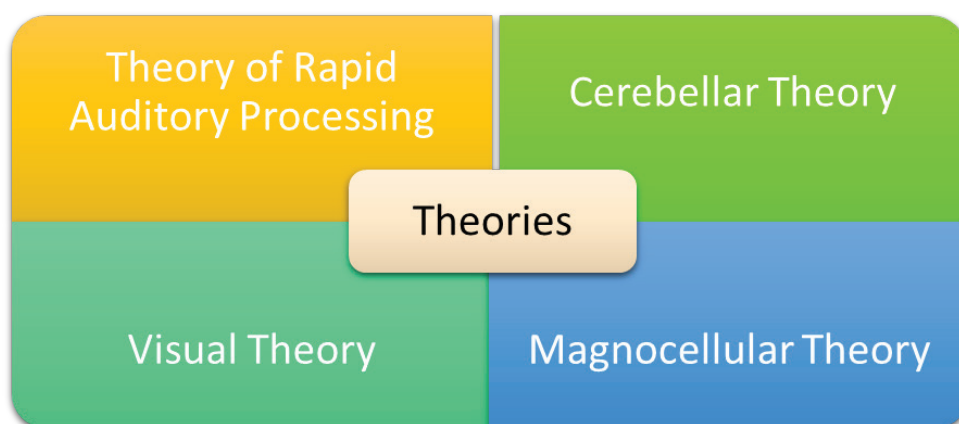 Theory of Rapid
Auditory Processing
Cerebellar Theory
Theories
Visual Theory
Magnocellular Theory